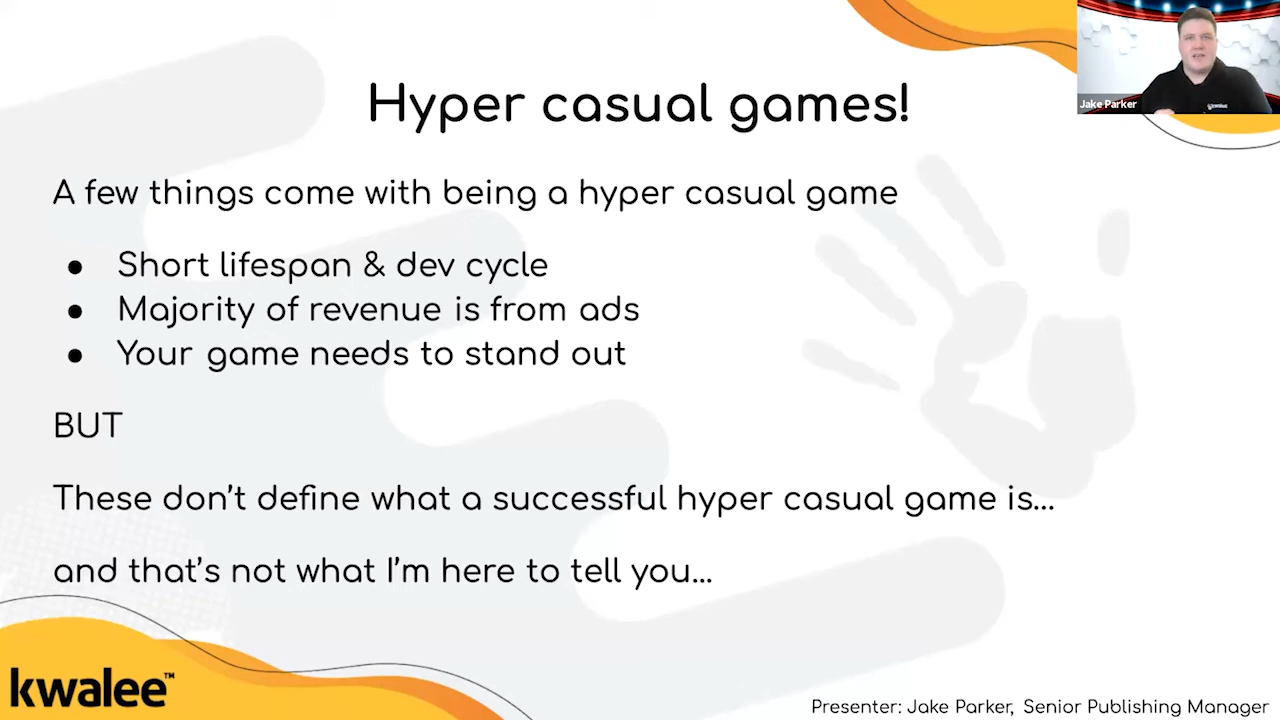 Hyper casual games!
Jake Parker
A few things come with being a hyper casual game
● Short lifespan & dev cycle
● Majority of revenue is from ads
● Your game needs to stand out
BUT
These don't define what a successful hyper casual game is...
and that's not what I'm here to tell you...
kwalee™
Presenter: Jake Parker, Senior Publishing Manager